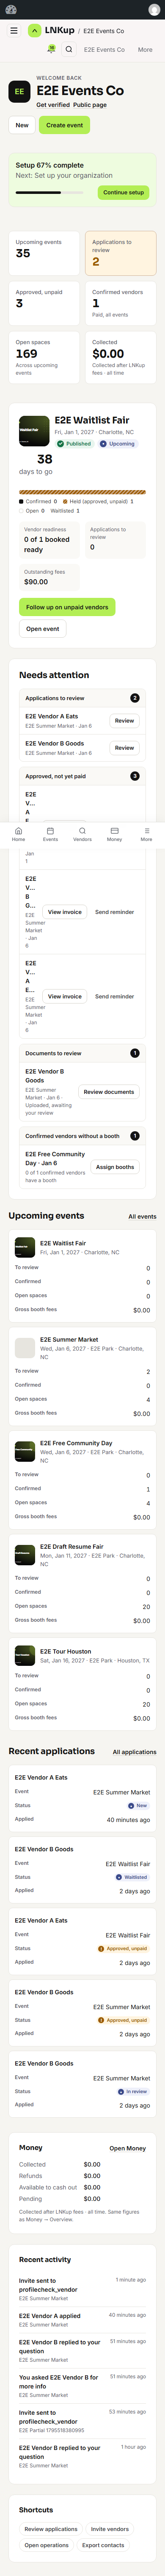 LNKup / E2E Events Co
E2E Events Co More
EE
WELCOME BACK
E2E Events Co
Get verified Public page
New
Create event
Setup 67% complete
Next: Set up your organization
Continue setup
Upcoming events
35
Applications to
review
2
Approved, unpaid
3
Confirmed vendors
1
Paid, all events
Open spaces
169
Across upcoming
events
Collected
$0.00
Collected after LNKup
fees · all time
E2E Waitlist Fair
Fri, Jan 1, 2027 · Charlotte, NC
Published
Upcoming
38
days to go
Confirmed 0
Held (approved, unpaid) 1
Open 0
Waitlisted 1
Vendor readiness
0 of 1 booked
ready
Applications to
review
0
Outstanding fees
$90.00
Follow up on unpaid vendors
Open event
Needs attention
Applications to review
2
E2E Vendor A Eats
E2E Summer Market · Jan 6
Review
E2E Vendor B Goods
E2E Summer Market · Jan 6
Review
Approved, not yet paid
3
E2E
V…
A
Home
Events
Vendors
Money
More
Jan
1
E2E
V…
B
G…
E2E
Summer
Market
· Jan
6
View invoice
Send reminder
E2E
V…
A
E…
E2E
Summer
Market
· Jan
6
View invoice
Send reminder
Documents to review
1
E2E Vendor B
Goods
E2E Summer
Market · Jan 6 ·
Uploaded, awaiting
your review
Review documents
Confirmed vendors without a booth
1
E2E Free Community
Day · Jan 6
0 of 1 confirmed vendors
have a booth
Assign booths
Upcoming events
All events
E2E Waitlist Fair
Fri, Jan 1, 2027 · Charlotte, NC
To review 0
Confirmed 0
Open spaces 0
Gross booth fees $0.00
E2E Summer Market
Wed, Jan 6, 2027 · E2E Park · Charlotte,
NC
To review 2
Confirmed 0
Open spaces 4
Gross booth fees $0.00
E2E Free Community Day
Wed, Jan 6, 2027 · E2E Park · Charlotte,
NC
To review 0
Confirmed 1
Open spaces 4
Gross booth fees $0.00
E2E Draft Resume Fair
Mon, Jan 11, 2027 · E2E Park · Charlotte,
NC
To review 0
Confirmed 0
Open spaces 20
Gross booth fees $0.00
E2E Tour Houston
Sat, Jan 16, 2027 · E2E Park · Houston, TX
To review 0
Confirmed 0
Open spaces 20
Gross booth fees $0.00
Recent applications
All applications
E2E Vendor A Eats
Event E2E Summer Market
Status New
Applied 40 minutes ago
E2E Vendor B Goods
Event E2E Waitlist Fair
Status Waitlisted
Applied 2 days ago
E2E Vendor A Eats
Event E2E Waitlist Fair
Status Approved, unpaid
Applied 2 days ago
E2E Vendor B Goods
Event E2E Summer Market
Status Approved, unpaid
Applied 2 days ago
E2E Vendor B Goods
Event E2E Summer Market
Status In review
Applied 2 days ago
Money
Open Money
Collected $0.00
Refunds $0.00
Available to cash out $0.00
Pending $0.00
Collected after LNKup fees · all time. Same figures
as Money → Overview.
Recent activity
Invite sent to
profilecheck_vendor
1 minute ago
E2E Summer Market
E2E Vendor A applied
40 minutes ago
E2E Summer Market
E2E Vendor B replied to your
question
51 minutes ago
E2E Summer Market
You asked E2E Vendor B for
more info
51 minutes ago
E2E Summer Market
Invite sent to
profilecheck_vendor
53 minutes ago
E2E Partial 1795518380995
E2E Vendor B replied to your
question
1 hour ago
E2E Summer Market
Shortcuts
Review applications
Invite vendors
Open operations
Export contacts